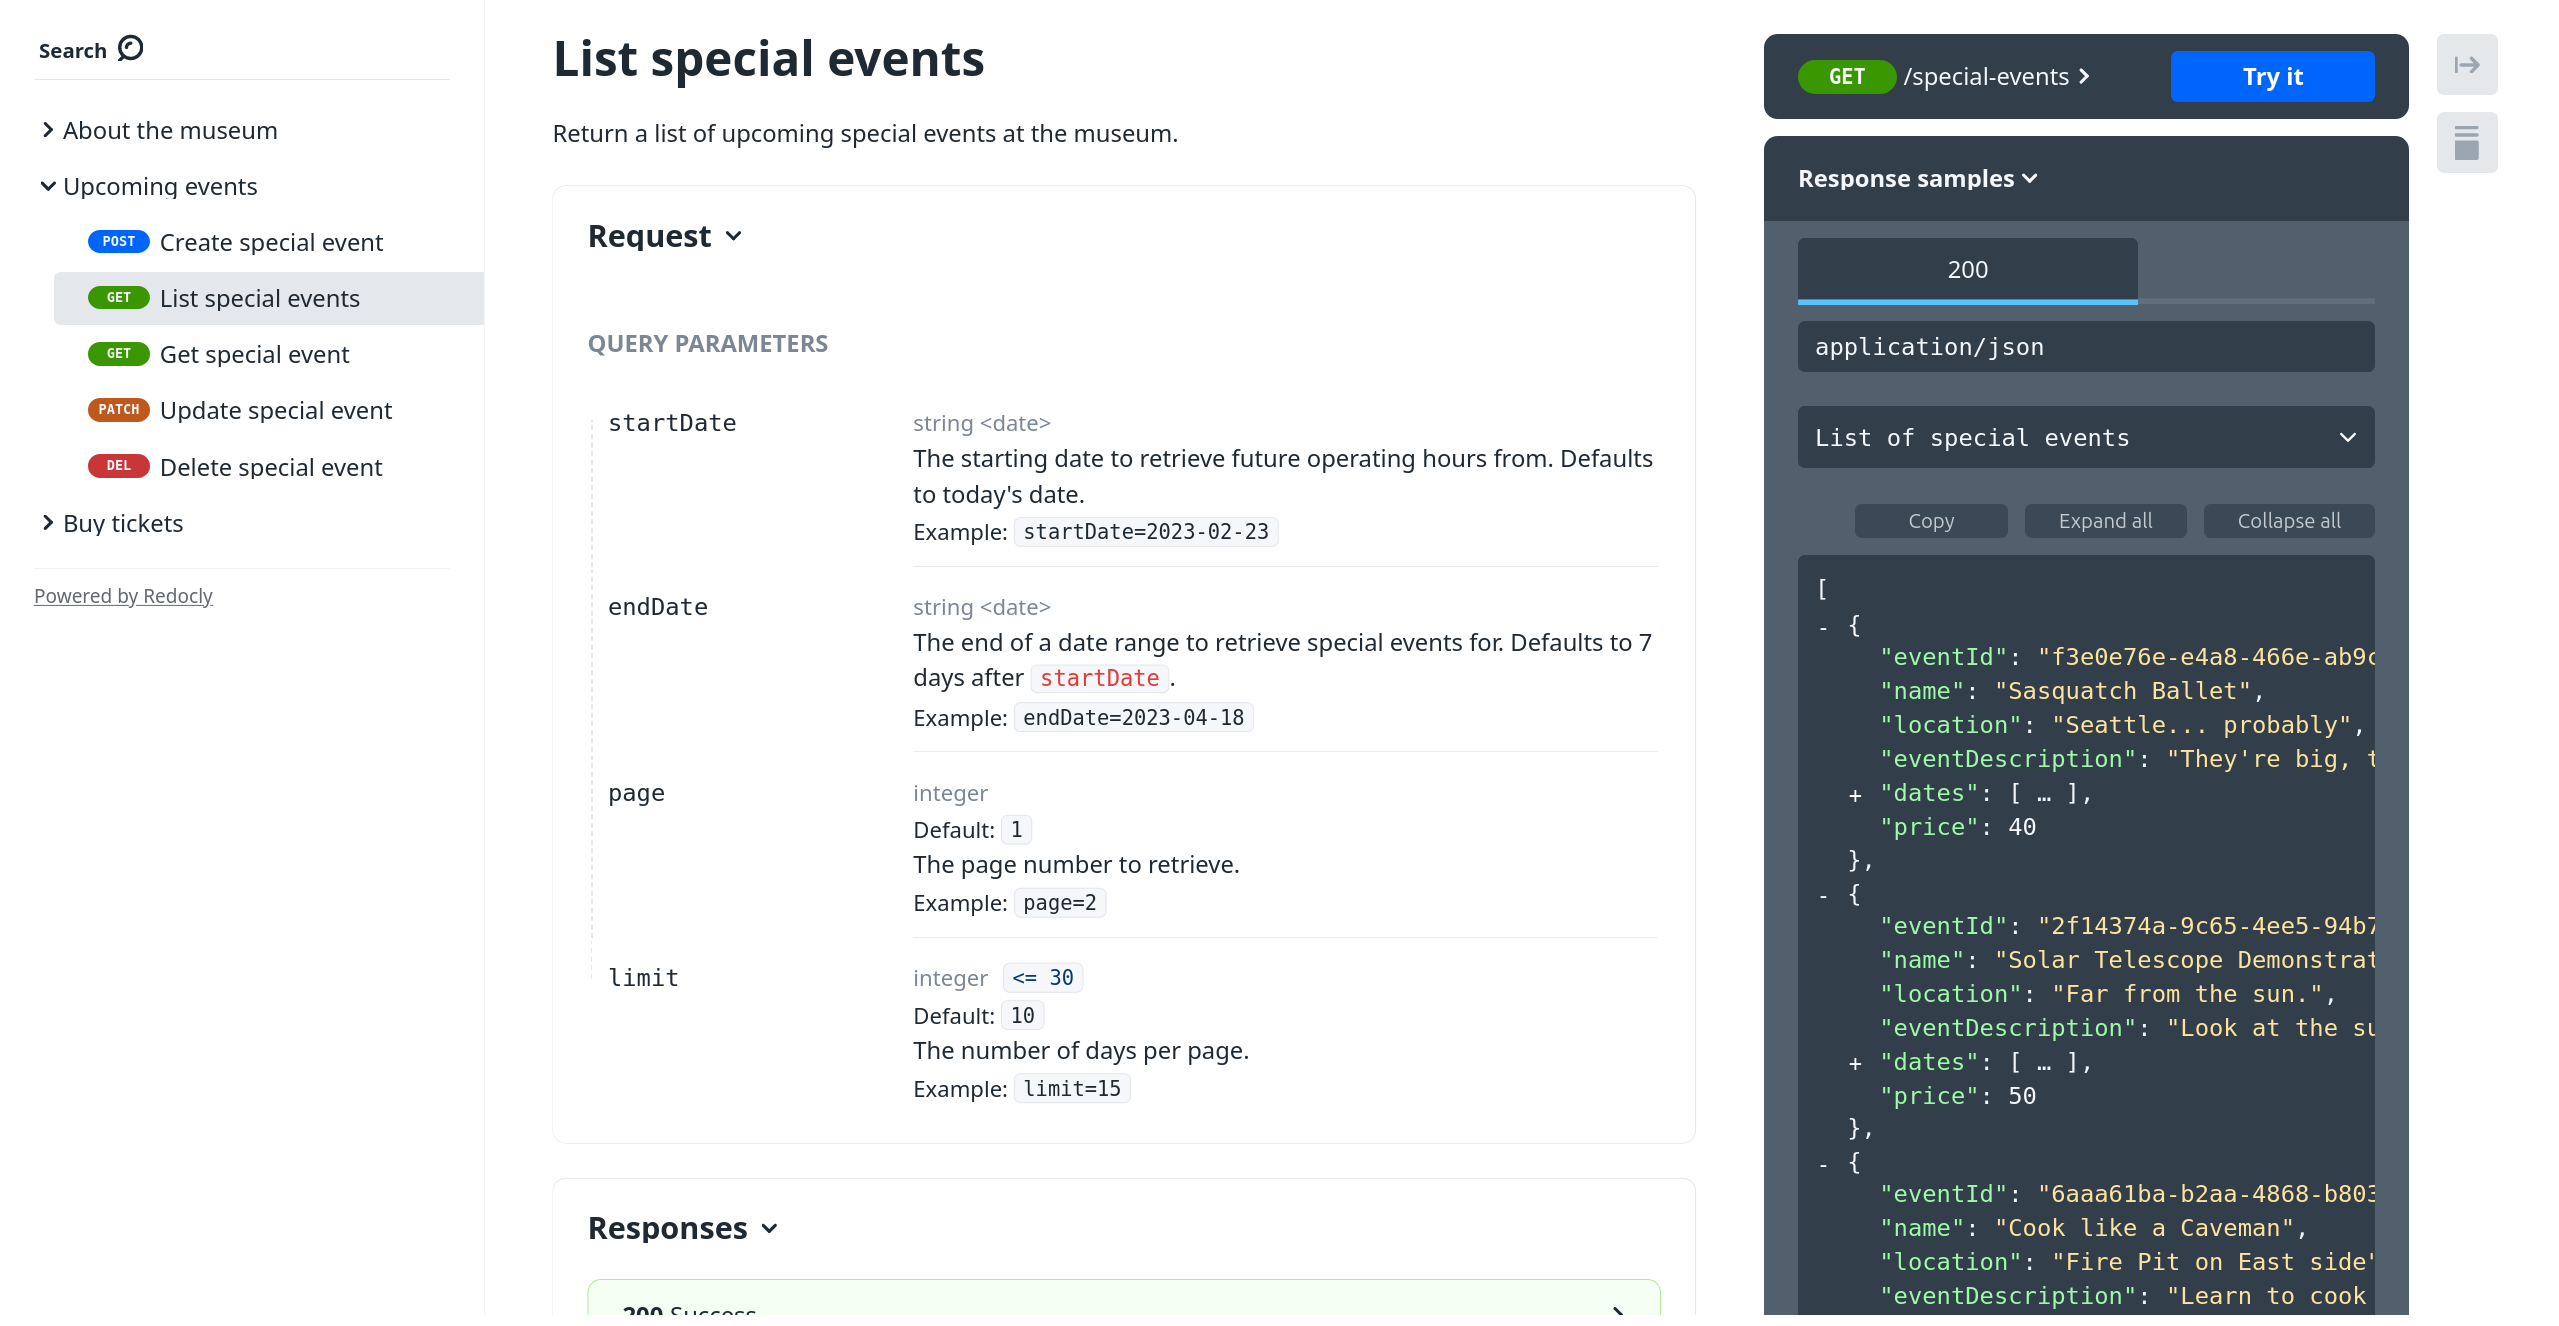 Search
About the museum
Upcoming events
POST Create special event
GET List special events
GET Get special event
PATCH Update special event
DEL Delete special event
Buy tickets
Powered by Redocly
List special events
Return a list of upcoming special events at the museum.
Request
QUERY PARAMETERS
startDate
string <date>
The starting date to retrieve future operating hours from. Defaults
to today's date.
Example: startDate=2023-02-23
endDate
string <date>
The end of a date range to retrieve special events for. Defaults to 7
days after startDate.
Example: endDate=2023-04-18
page
integer
Default: 1
The page number to retrieve.
Example: page=2
limit
integer <= 30
Default: 10
The number of days per page.
Example: limit=15
Responses
200 Success
GET /special-events
Try it
Response samples
200
application/json
List of special events
Copy Expand all Collapse all
[
- {
"eventId": "f3e0e76e-e4a8-466e-ab9c
"name": "Sasquatch Ballet",
"location": "Seattle... probably",
"eventDescription": "They're big, t
+ "dates": [ … ],
"price": 40
},
- {
"eventId": "2f14374a-9c65-4ee5-94b7
"name": "Solar Telescope Demonstrat
"location": "Far from the sun.",
"eventDescription": "Look at the su
+ "dates": [ … ],
"price": 50
},
- {
"eventId": "6aaa61ba-b2aa-4868-b803
"name": "Cook like a Caveman",
"location": "Fire Pit on East side"
"eventDescription": "Learn to cook